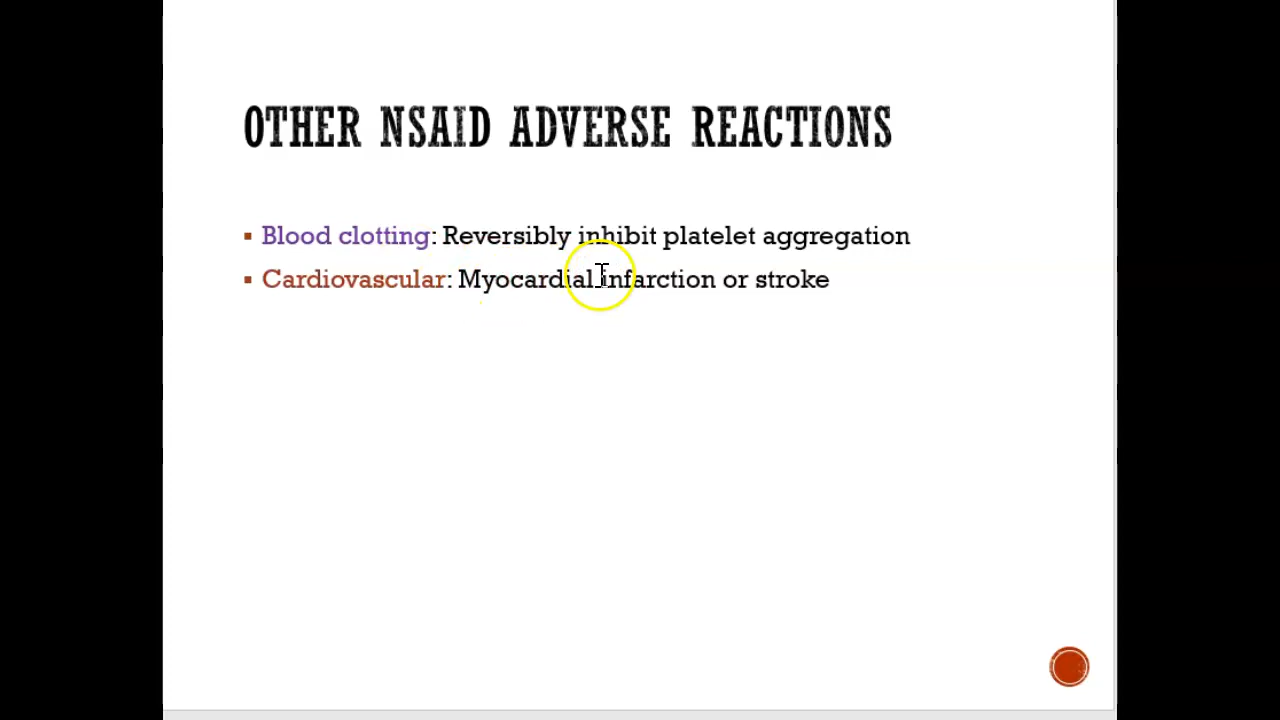 OTHER NSAID ADVERSE REACTIONS
▪ Blood clotting: Reversibly inhibit platelet aggregation
▪ Cardiovascular: Myocardial infarction or stroke